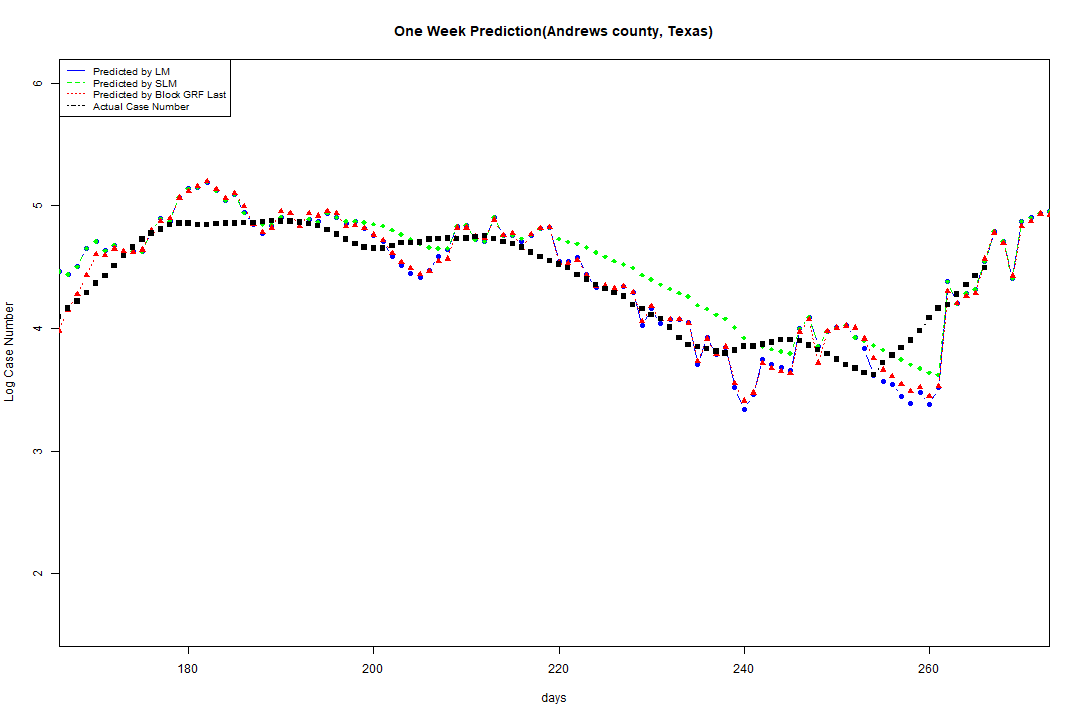 One Week Prediction(Andrews county, Texas)
Predicted by LM
Predicted by SLM
Predicted by Block GRF Last
Actual Case Number
6
5
4
3
2
Log Case Number
180 200 220 240 260
days